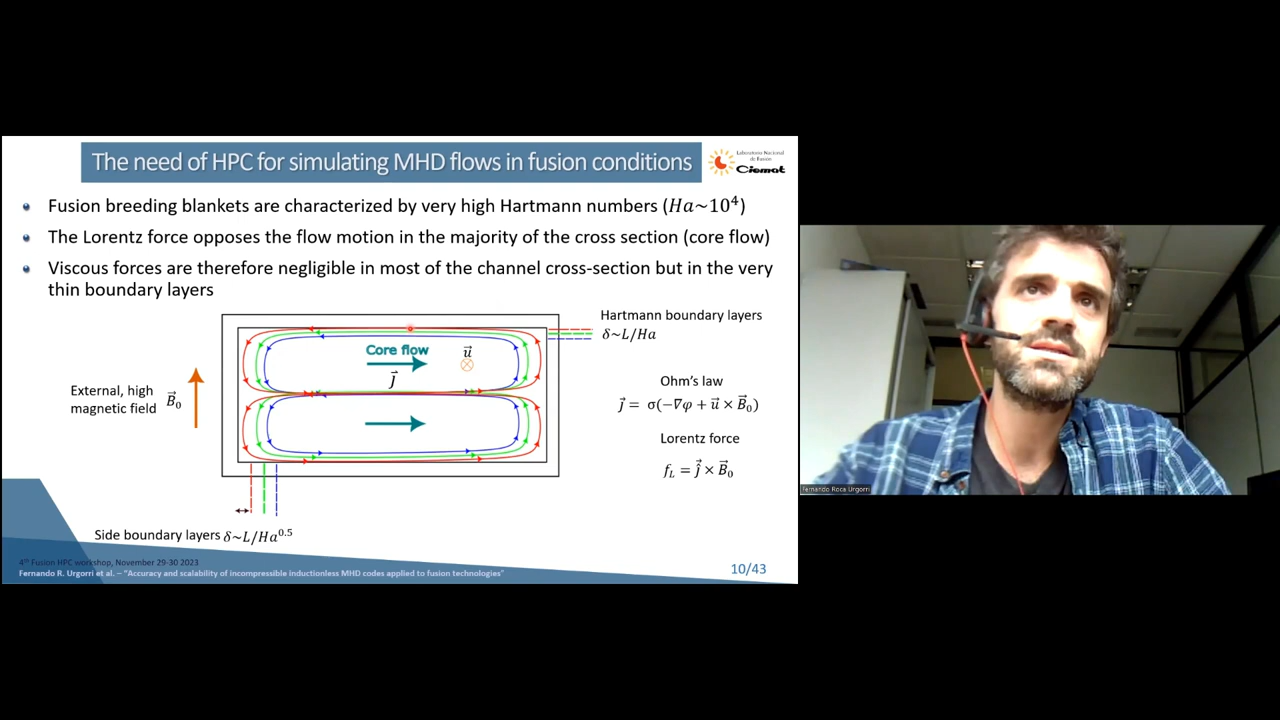 The need of HPC for simulating MHD flows in fusion conditions
Laboratorio Nacional
de Fusión
Ciemat
Fusion breeding blankets are characterized by very high Hartmann numbers (Ha~10⁴)
The Lorentz force opposes the flow motion in the majority of the cross section (core flow)
Viscous forces are therefore negligible in most of the channel cross-section but in the very
thin boundary layers
Hartmann boundary layers
δ~L/Ha
Core flow
u⃗
J⃗
External, high
magnetic field
B⃗₀
Ohm's law
j⃗ = σ(−∇φ + u⃗ × B⃗₀)
Lorentz force
f_L = j⃗ × B⃗₀
Side boundary layers δ~L/Ha⁰·⁵
4TH Fusion HPC workshop, November 29-30 2023
Fernando R. Urgorri et al. – "Accuracy and scalability of incompressible inductionless MHD codes applied to fusion technologies"
10/43
Fernando Roca Urgorri